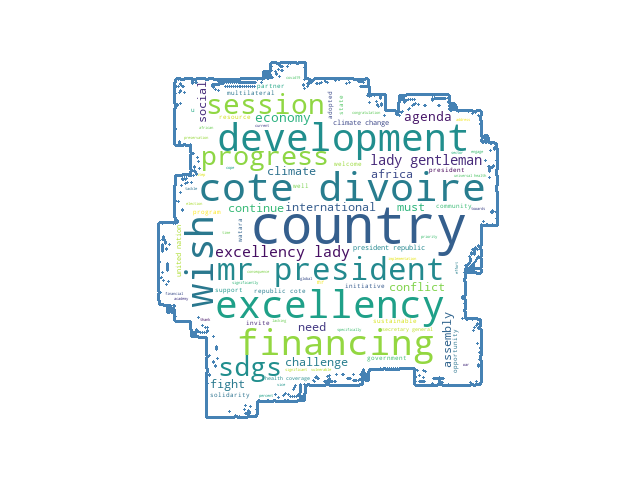 partner
multilateral
social
adopted
state
session
resource
economy
climate change
agenda
development
progress
welcome
lady gentleman
climate
africa
president
well
cote divoire
program
continue
international
must
community
country
wish
united nation
excellency lady
president republic
mr president
support
republic cote
initiative
conflict
excellency
invite
need
sustainable
secretary general
assembly
opportunity
financing
government
sdgs
challenge
health coverage
fight
solidarity